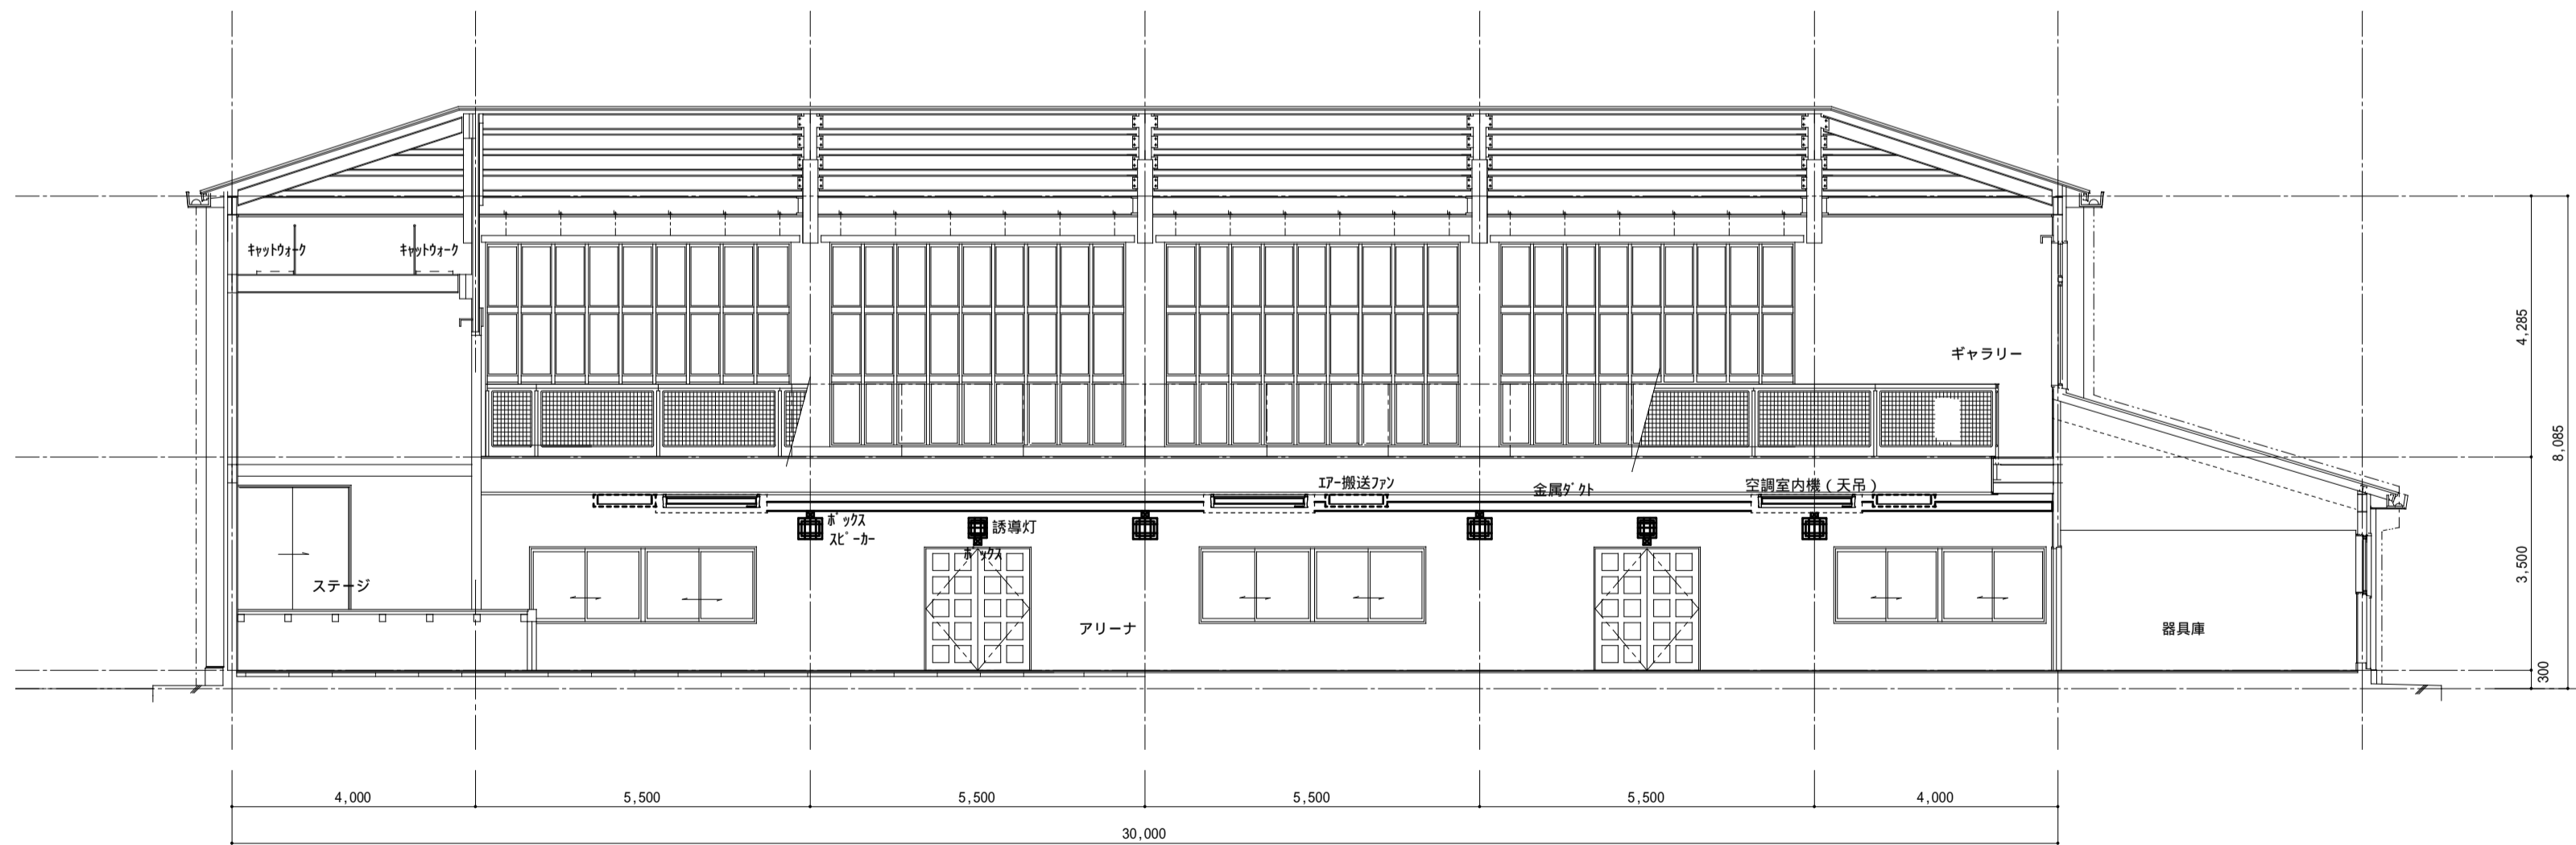 キャットウォーク
キャットウォーク
4,285
ギャラリー
8,085
エアー搬送ファン
金属ダクト
空調室内機(天吊)
ボックス
スピーカー
誘導灯
ボックス
3,500
ステージ
アリーナ
器具庫
300
4,000
5,500
5,500
5,500
5,500
4,000
30,000